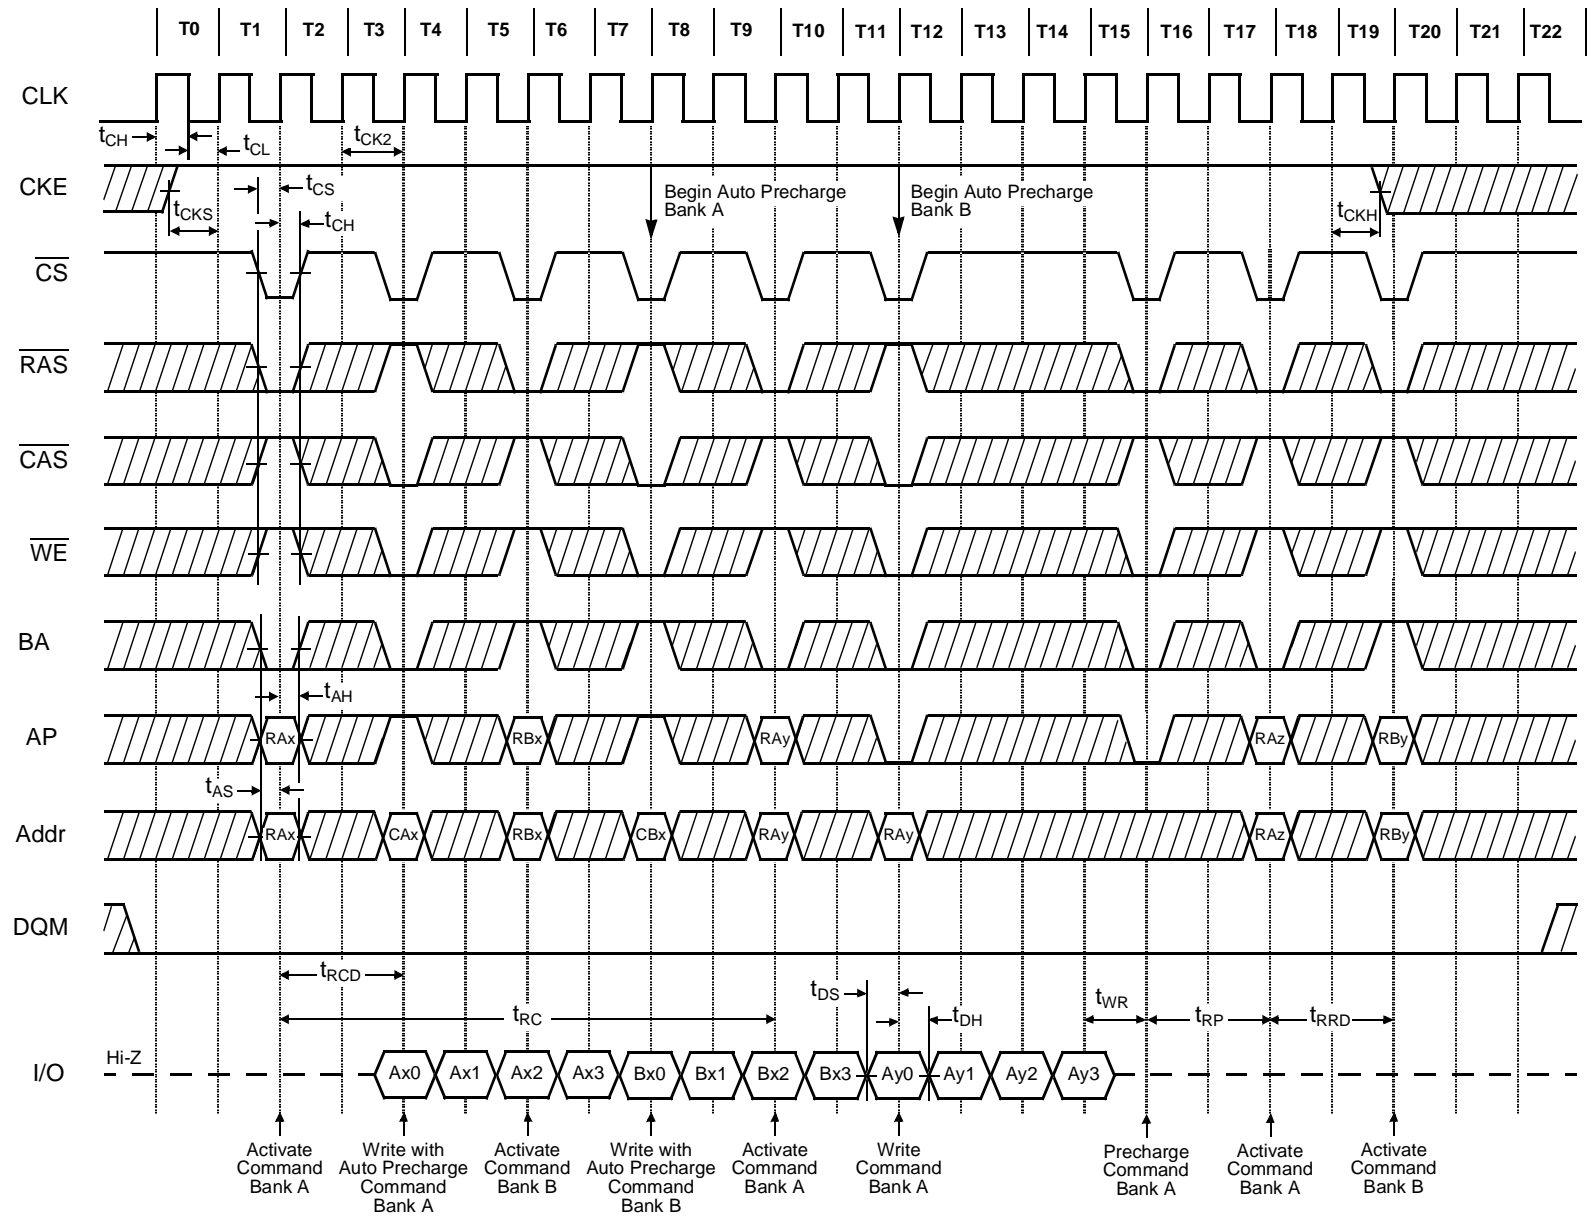 T0 T1 T2 T3 T4 T5 T6 T7 T8 T9 T10 T11 T12 T13 T14 T15 T16 T17 T18 T19 T20 T21 T22
CLK
tCH
tCL
tCK2
CKE
tCKS
tCS
tCH
Begin Auto Precharge
Bank A
Begin Auto Precharge
Bank B
tCKH
CS
RAS
CAS
WE
BA
tAH
AP
RAx RBx RAy RAz RBy
tAS
Addr
RAx CAx RBx CBx RAy RAy RAz RBy
DQM
tRCD
tRC
tDS
tDH
tWR
tRP
tRRD
I/O
Hi-Z
Ax0 Ax1 Ax2 Ax3 Bx0 Bx1 Bx2 Bx3 Ay0 Ay1 Ay2 Ay3
Activate
Command
Bank A
Write with
Auto Precharge
Command
Bank A
Activate
Command
Bank B
Write with
Auto Precharge
Command
Bank B
Activate
Command
Bank A
Write
Command
Bank A
Precharge
Command
Bank A
Activate
Command
Bank A
Activate
Command
Bank B